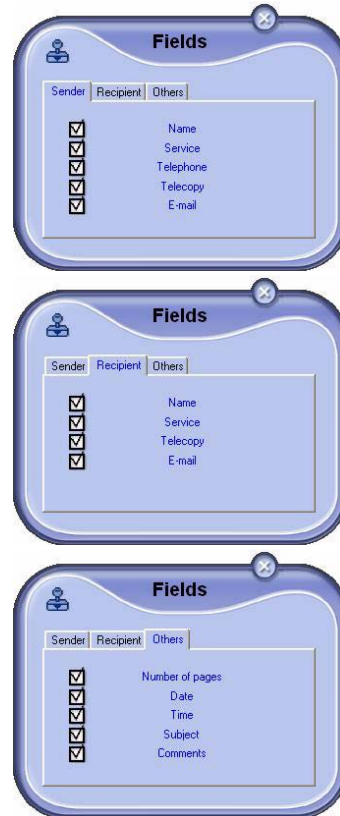 Fields
Sender Recipient Others
Name
Service
Telephone
Telecopy
E-mail
Fields
Sender Recipient Others
Name
Service
Telecopy
E-mail
Fields
Sender Recipient Others
Number of pages
Date
Time
Subject
Comments